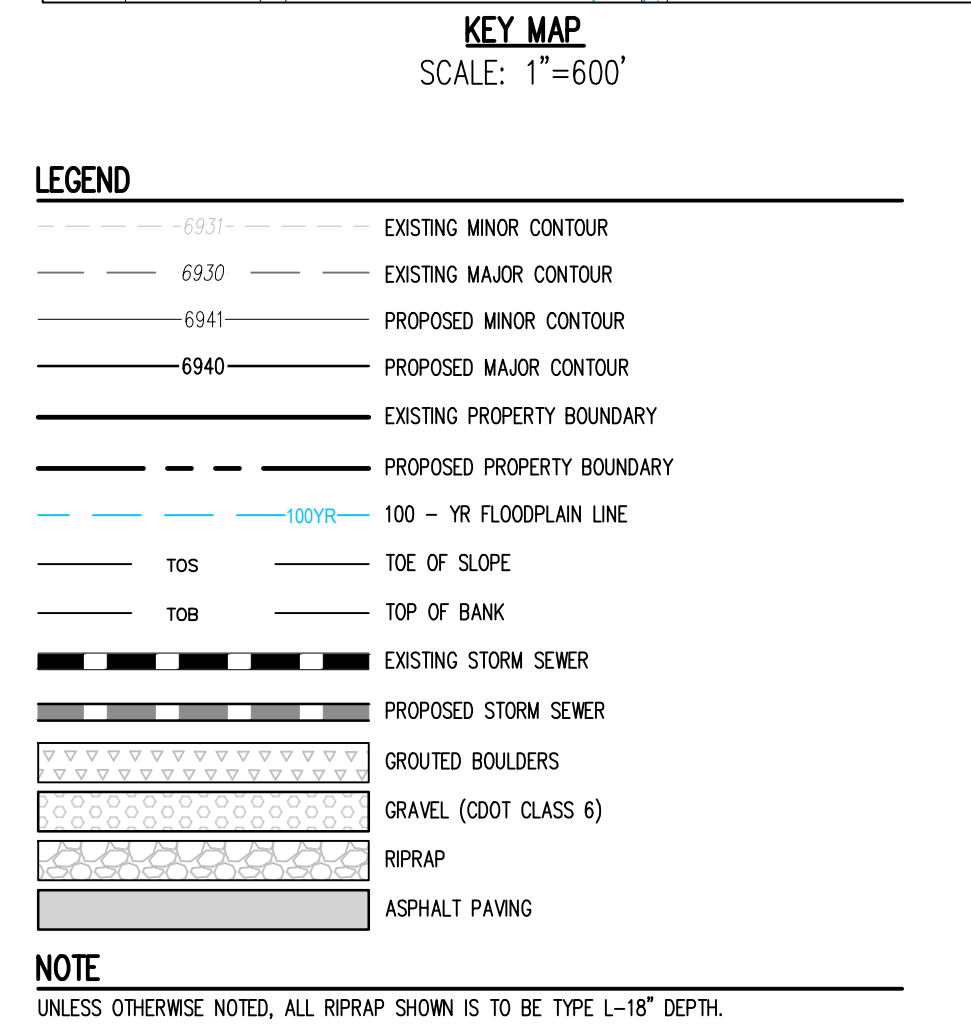 KEY MAP
SCALE: 1"=600'
LEGEND
6931 EXISTING MINOR CONTOUR
6930 EXISTING MAJOR CONTOUR
6941 PROPOSED MINOR CONTOUR
6940 PROPOSED MAJOR CONTOUR
EXISTING PROPERTY BOUNDARY
PROPOSED PROPERTY BOUNDARY
100YR 100 - YR FLOODPLAIN LINE
TOS TOE OF SLOPE
TOB TOP OF BANK
EXISTING STORM SEWER
PROPOSED STORM SEWER
GROUTED BOULDERS
GRAVEL (CDOT CLASS 6)
RIPRAP
ASPHALT PAVING
NOTE
UNLESS OTHERWISE NOTED, ALL RIPRAP SHOWN IS TO BE TYPE L-18" DEPTH.